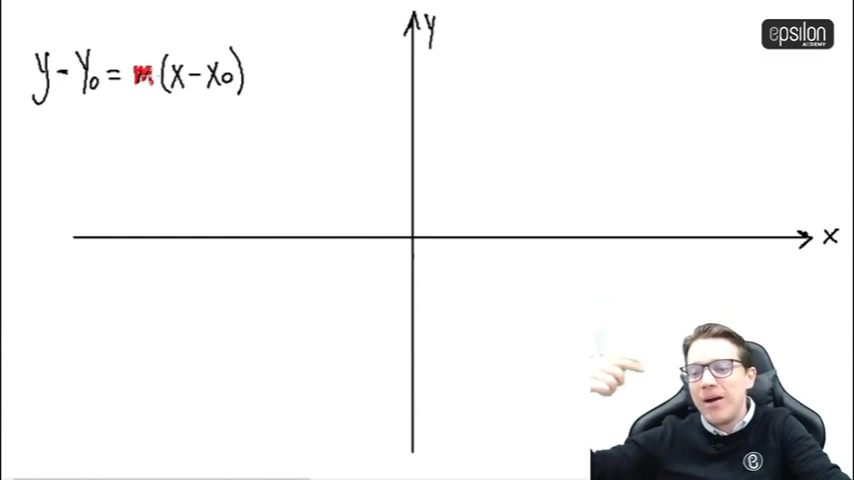 y - y₀ = m (x - x₀)
y
epsilon
ACADEMY
x
e